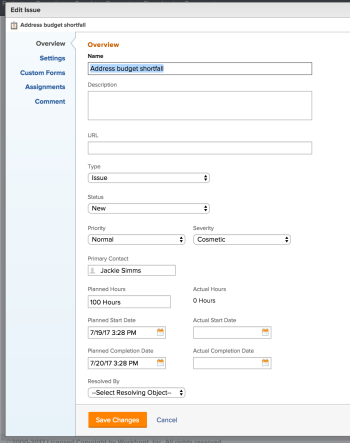 Edit Issue
Address budget shortfall
Overview
Settings
Custom Forms
Assignments
Comment
Overview
Name
Address budget shortfall
Description
URL
Type
Issue
Status
New
Priority Severity
Normal Cosmetic
Primary Contact
Jackie Simms
Planned Hours Actual Hours
100 Hours 0 Hours
Planned Start Date Actual Start Date
7/19/17 3:28 PM
Planned Completion Date Actual Completion Date
7/20/17 3:28 PM
Resolved By
--Select Resolving Object--
Save Changes Cancel